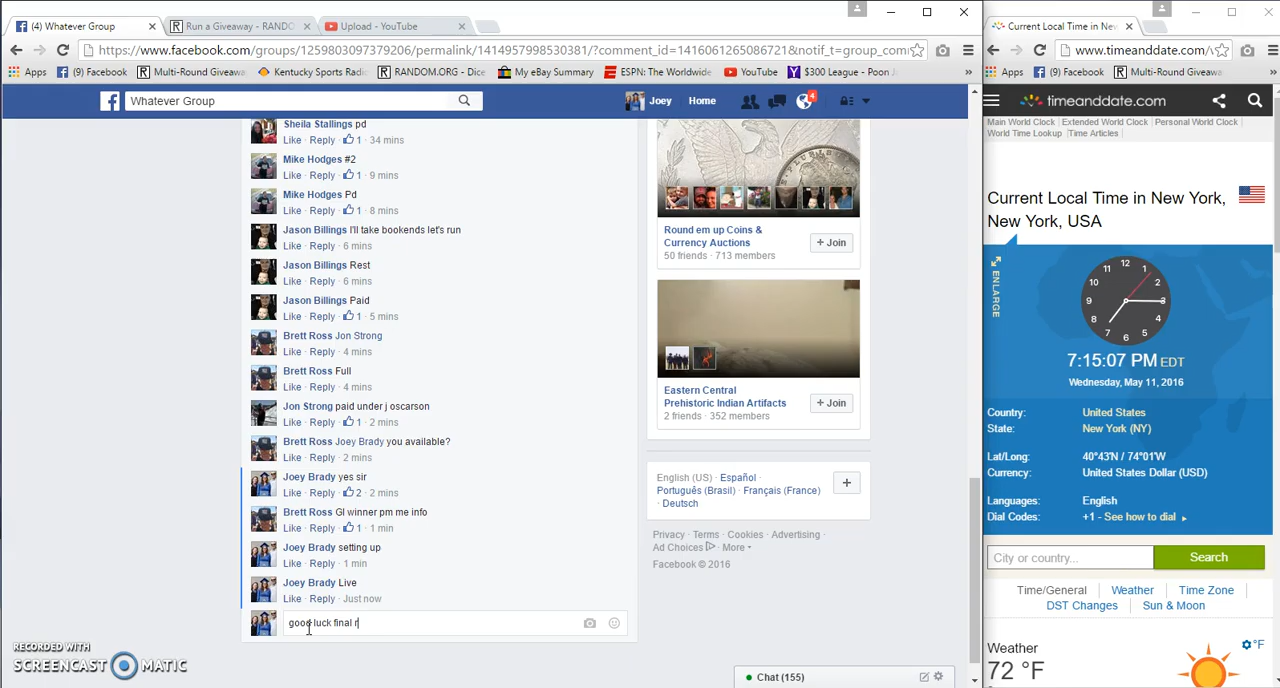 (4) Whatever Group
Run a Giveaway - RANDO
Upload - YouTube
Current Local Time in New
https://www.facebook.com/groups/1259803097379206/permalink/1414957998530381/?comment_id=1416061265086721&notif_t=group_com
www.timeanddate.com/w
Apps (9) Facebook Multi-Round Giveaw Kentucky Sports Radi RANDOM.ORG - Dice My eBay Summary ESPN: The Worldwide YouTube $300 League - Poon J »
Apps (9) Facebook Multi-Round Giveaw »
Whatever Group
Joey Home 4
Sheila Stallings pd
Like · Reply · 1 · 34 mins
Mike Hodges #2
Like · Reply · 1 · 9 mins
Mike Hodges Pd
Like · Reply · 1 · 8 mins
Jason Billings I'll take bookends let's run
Like · Reply · 6 mins
Jason Billings Rest
Like · Reply · 1 · 6 mins
Jason Billings Paid
Like · Reply · 1 · 5 mins
Brett Ross Jon Strong
Like · Reply · 4 mins
Brett Ross Full
Like · Reply · 4 mins
Jon Strong paid under j oscarson
Like · Reply · 1 · 2 mins
Brett Ross Joey Brady you available?
Like · Reply · 2 mins
Joey Brady yes sir
Like · Reply · 2 · 2 mins
Brett Ross Gl winner pm me info
Like · Reply · 1 · 1 min
Joey Brady setting up
Like · Reply · 1 min
Joey Brady Live
Like · Reply · Just now
good luck final r
Round em up Coins &
Currency Auctions
50 friends · 713 members
+ Join
Eastern Central
Prehistoric Indian Artifacts
2 friends · 352 members
+ Join
English (US) · Español ·
Português (Brasil) · Français (France) ·
Deutsch
+
Privacy · Terms · Cookies · Advertising ·
Ad Choices · More
Facebook © 2016
Chat (155)
RECORDED WITH
SCREENCAST MATIC
timeanddate.com
Main World Clock Extended World Clock Personal World Clock
World Time Lookup Time Articles
Current Local Time in New York,
New York, USA
ENLARGE
12
1
2
3
4
5
6
7
8
9
10
11
7:15:07 PM EDT
Wednesday, May 11, 2016
Country: United States
State: New York (NY)
Lat/Long: 40°43'N / 74°01'W
Currency: United States Dollar (USD)
Languages: English
Dial Codes: +1 - See how to dial
City or country...
Search
Time/General Weather Time Zone
DST Changes Sun & Moon
Weather
°F
72 °F